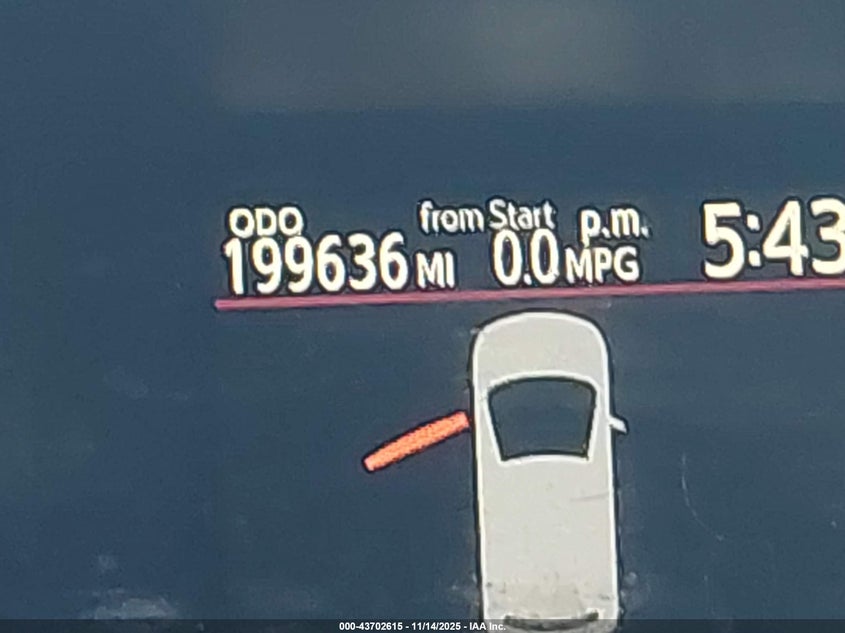 ODO from Start p.m. 5:43
199636 MI 0.0 MPG
000-43702615 - 11/14/2025 - IAA Inc.